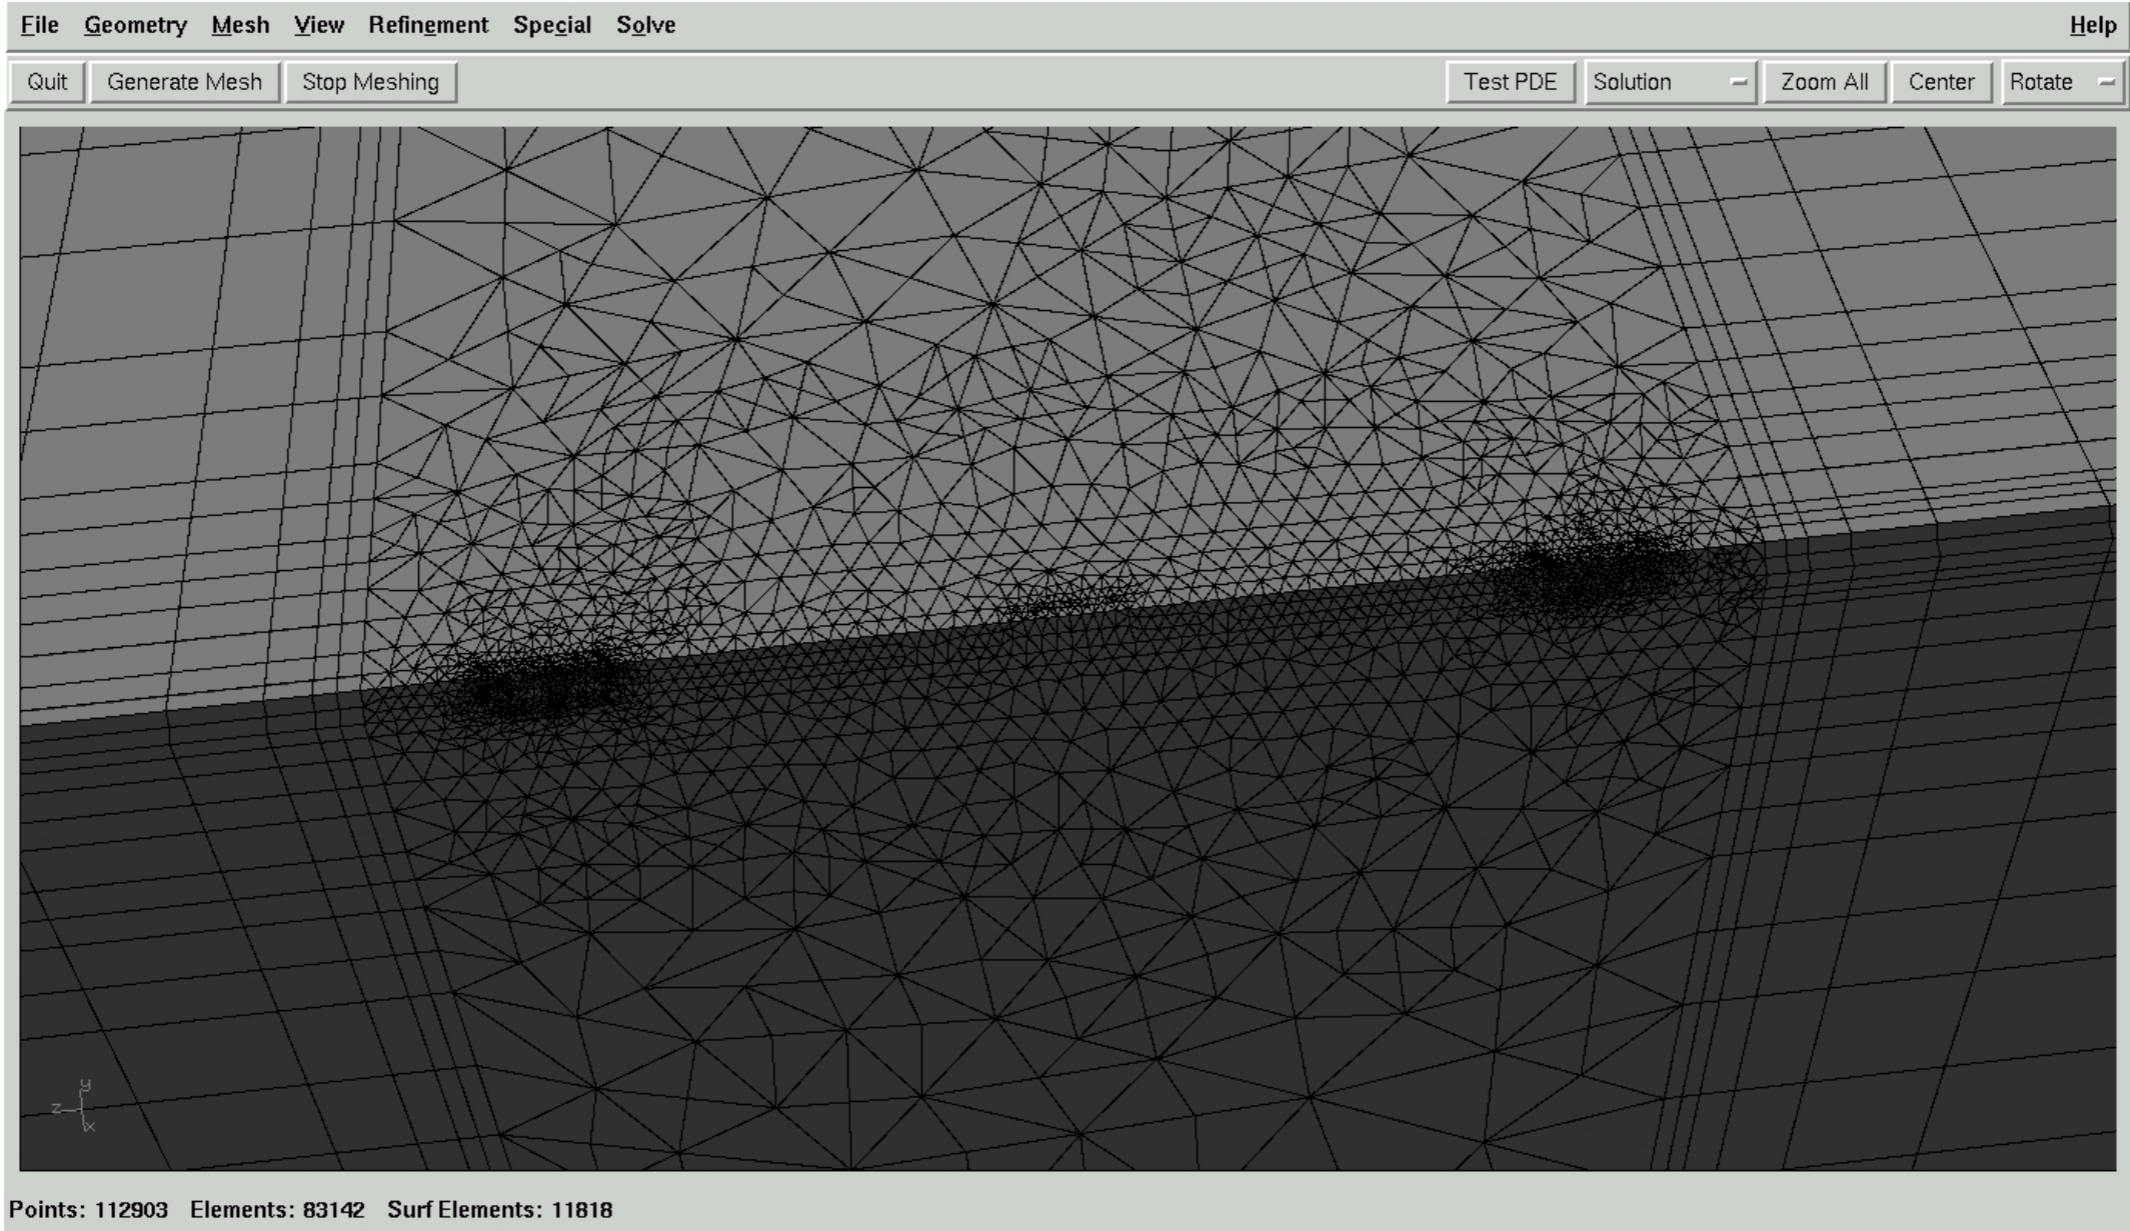 File Geometry Mesh View Refinement Special Solve Help
Quit Generate Mesh Stop Meshing Test PDE Solution Zoom All Center Rotate
y
z
x
Points: 112903 Elements: 83142 Surf Elements: 11818